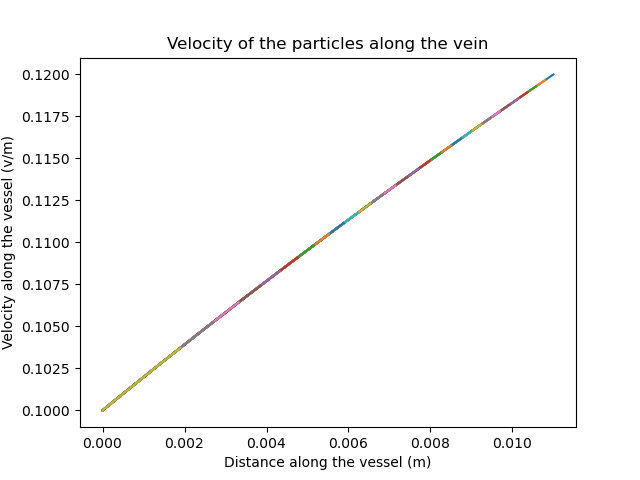 Velocity of the particles along the vein
0.1200
0.1175
0.1150
0.1125
0.1100
0.1075
0.1050
0.1025
0.1000
Velocity along the vessel (v/m)
0.000 0.002 0.004 0.006 0.008 0.010
Distance along the vessel (m)